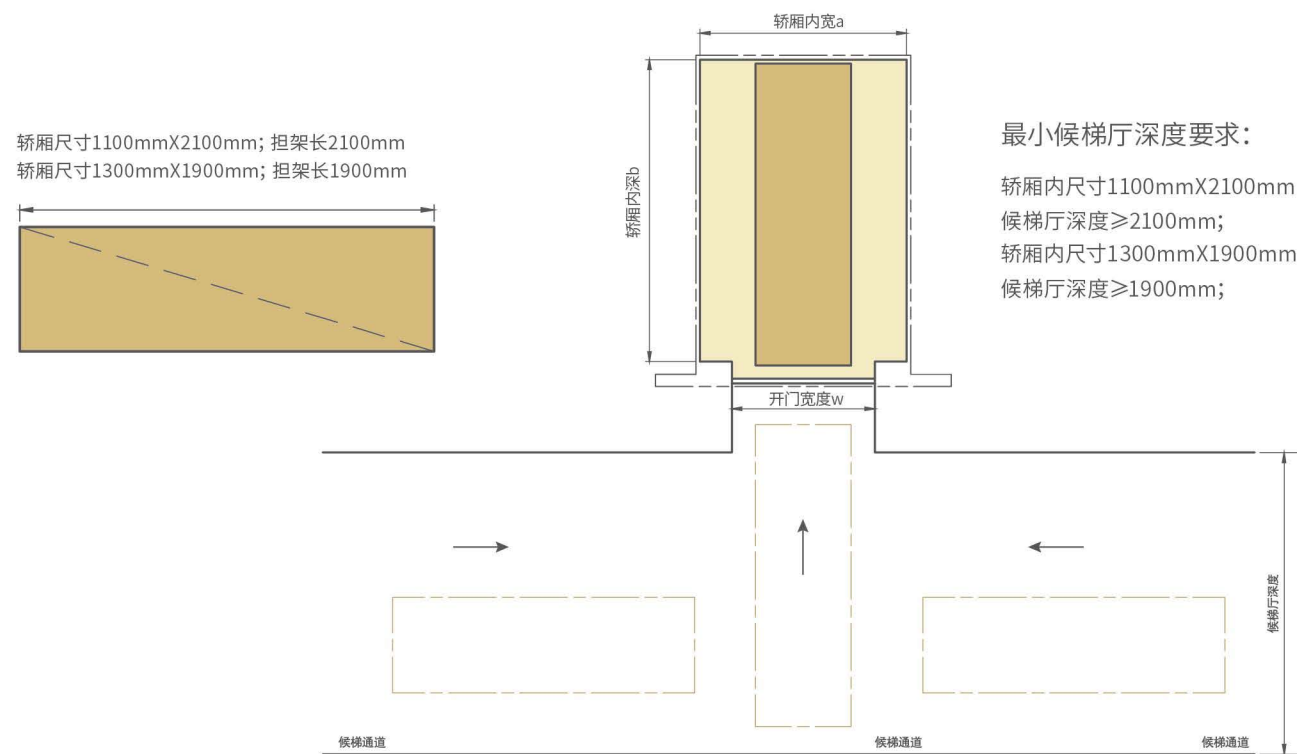 轿厢内宽a
轿厢尺寸1100mmX2100mm; 担架长2100mm
轿厢尺寸1300mmX1900mm; 担架长1900mm
轿厢内深b
最小候梯厅深度要求:
轿厢内尺寸1100mmX2100mm
候梯厅深度≥2100mm;
轿厢内尺寸1300mmX1900mm
候梯厅深度≥1900mm;
开门宽度w
候梯厅深度
候梯通道
候梯通道
候梯通道